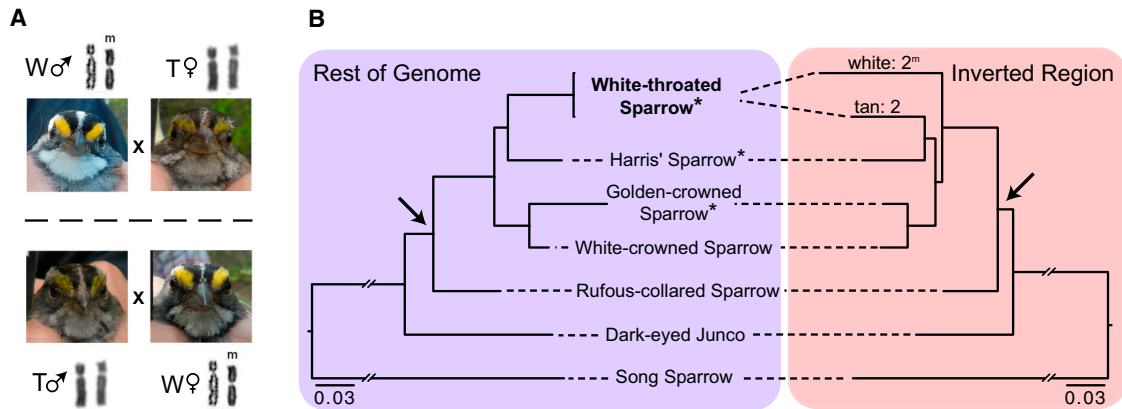 A
B
m
W♂
T♀
x
x
T♂
W♀
m
Rest of Genome
Inverted Region
White-throated
Sparrow*
white: 2ᵐ
tan: 2
Harris' Sparrow*
Golden-crowned
Sparrow*
White-crowned Sparrow
Rufous-collared Sparrow
Dark-eyed Junco
Song Sparrow
0.03
0.03